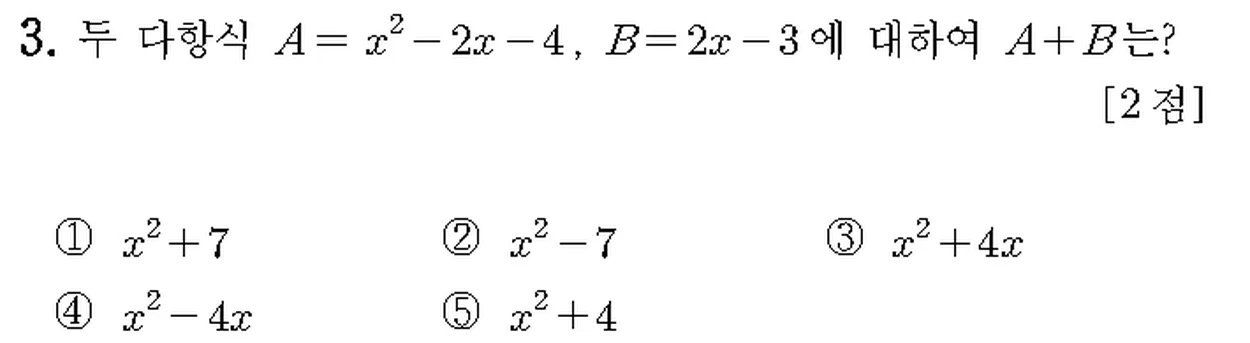 3. 두 다항식 A = x² − 2x − 4, B = 2x − 3에 대하여 A + B는?
[2점]
① x² + 7 ② x² − 7 ③ x² + 4x
④ x² − 4x ⑤ x² + 4